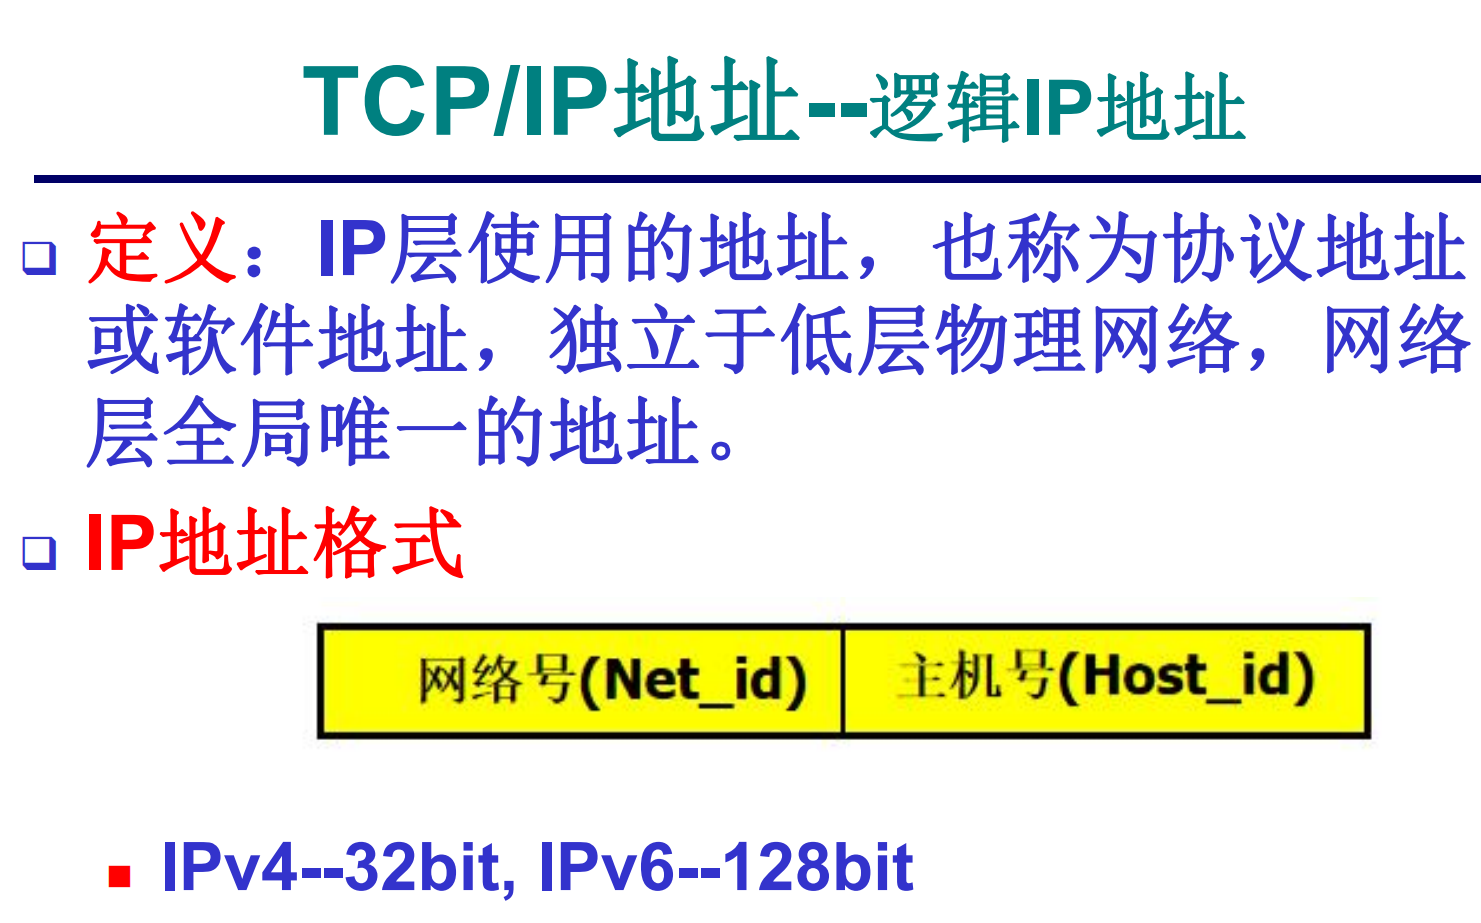 TCP/IP地址--逻辑IP地址
定义：IP层使用的地址，也称为协议地址
或软件地址，独立于低层物理网络，网络
层全局唯一的地址。
IP地址格式
网络号(Net_id) 主机号(Host_id)
IPv4--32bit, IPv6--128bit